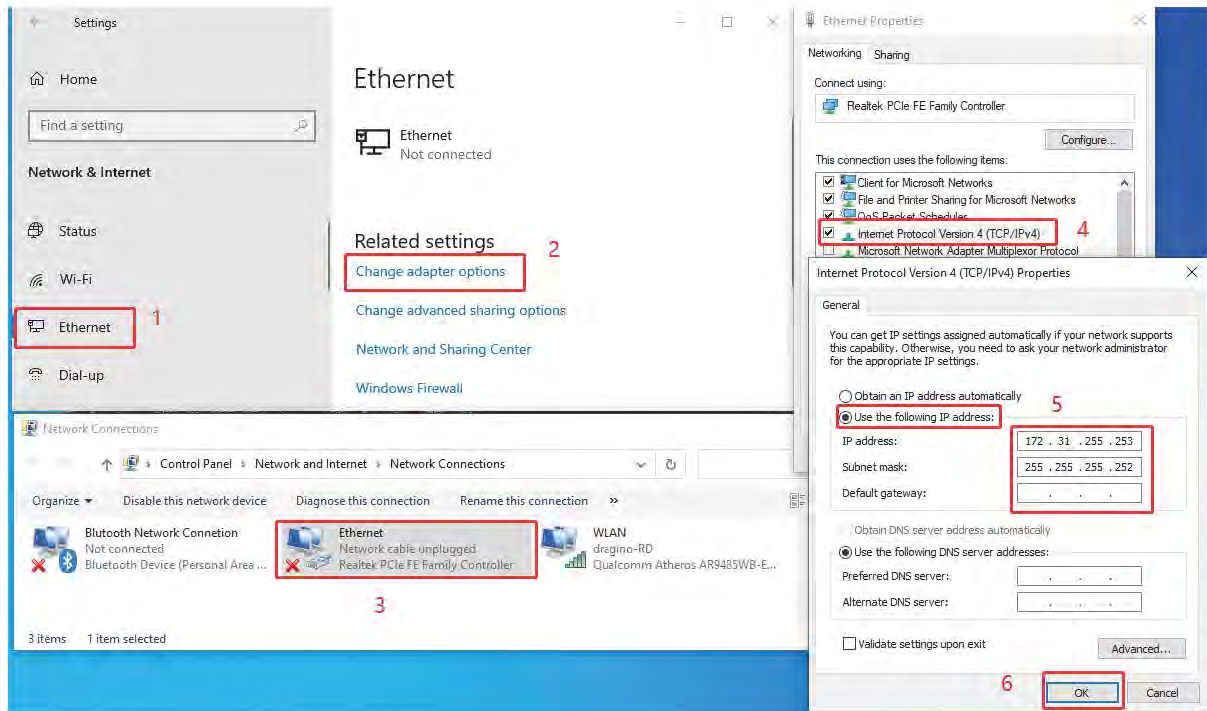 Settings
Home
Find a setting
Network & Internet
Status
Wi-Fi
Ethernet
1
Dial-up
Ethernet
Ethernet
Not connected
Related settings
2
Change adapter options
Change advanced sharing options
Network and Sharing Center
Windows Firewall
Ethernet Properties
Networking
Sharing
Connect using:
Realtek PCIe FE Family Controller
Configure...
This connection uses the following items:
Client for Microsoft Networks
File and Printer Sharing for Microsoft Networks
QoS Packet Scheduler
Internet Protocol Version 4 (TCP/IPv4)
4
Microsoft Network Adapter Multiplexor Protocol
Network Connections
Control Panel › Network and Internet › Network Connections
Organize
Disable this network device
Diagnose this connection
Rename this connection
»
Blutooth Network Connetion
Not connected
Bluetooth Device (Personal Area ...
Ethernet
Network cable unplugged
Realtek PCIe FE Family Controller
WLAN
dragino-RD
Qualcomm Atheros AR9485WB-E...
3
3 items
1 item selected
Internet Protocol Version 4 (TCP/IPv4) Properties
General
You can get IP settings assigned automatically if your network supports
this capability. Otherwise, you need to ask your network administrator
for the appropriate IP settings.
Obtain an IP address automatically
Use the following IP address:
5
IP address:
172 . 31 . 255 . 253
Subnet mask:
255 . 255 . 255 . 252
Default gateway:
. . .
Obtain DNS server address automatically
Use the following DNS server addresses:
Preferred DNS server:
. . .
Alternate DNS server:
. . .
Validate settings upon exit
Advanced...
6
OK
Cancel